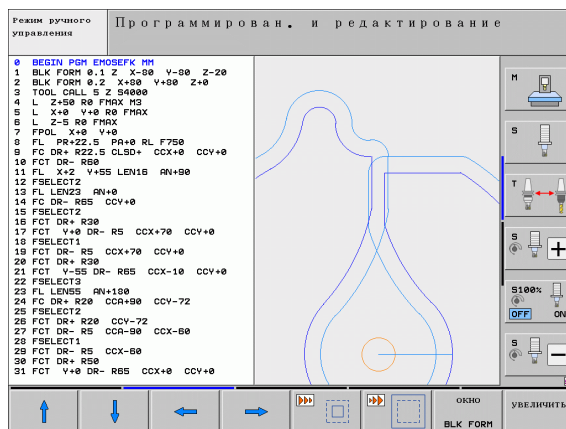 Режим ручного
управления
Программирован. и редактирование
0 BEGIN PGM EMOSEFK MM
1 BLK FORM 0.1 Z X-80 Y-80 Z-20
2 BLK FORM 0.2 X+80 Y+80 Z+0
3 TOOL CALL 5 Z S4000
4 L Z+50 R0 FMAX M3
5 L X+0 Y+0 R0 FMAX
6 L Z-5 R0 FMAX
7 FPOL X+0 Y+0
8 FL PR+22.5 PA+0 RL F750
9 FC DR+ R22.5 CLSD+ CCX+0 CCY+0
10 FCT DR- R60
11 FL X+2 Y+55 LEN16 AN+90
12 FSELECT2
13 FL LEN23 AN+0
14 FC DR- R65 CCY+0
15 FSELECT2
16 FCT DR+ R30
17 FCT Y+0 DR- R5 CCX+70 CCY+0
18 FSELECT1
19 FCT DR- R5 CCX+70 CCY+0
20 FCT DR+ R30
21 FCT Y-55 DR- R65 CCX-10 CCY+0
22 FSELECT3
23 FL LEN55 AN+180
24 FC DR+ R20 CCA+90 CCY-72
25 FSELECT2
26 FCT DR+ R20 CCY-72
27 FCT DR- R5 CCA-90 CCX-60
28 FSELECT1
29 FCT DR- R5 CCX-60
30 FCT DR+ R50
31 FCT Y+0 DR- R65 CCX+0 CCY+0
M
S
T
S
S100%
OFF ON
S
ОКНО
BLK FORM
УВЕЛИЧИТЬ